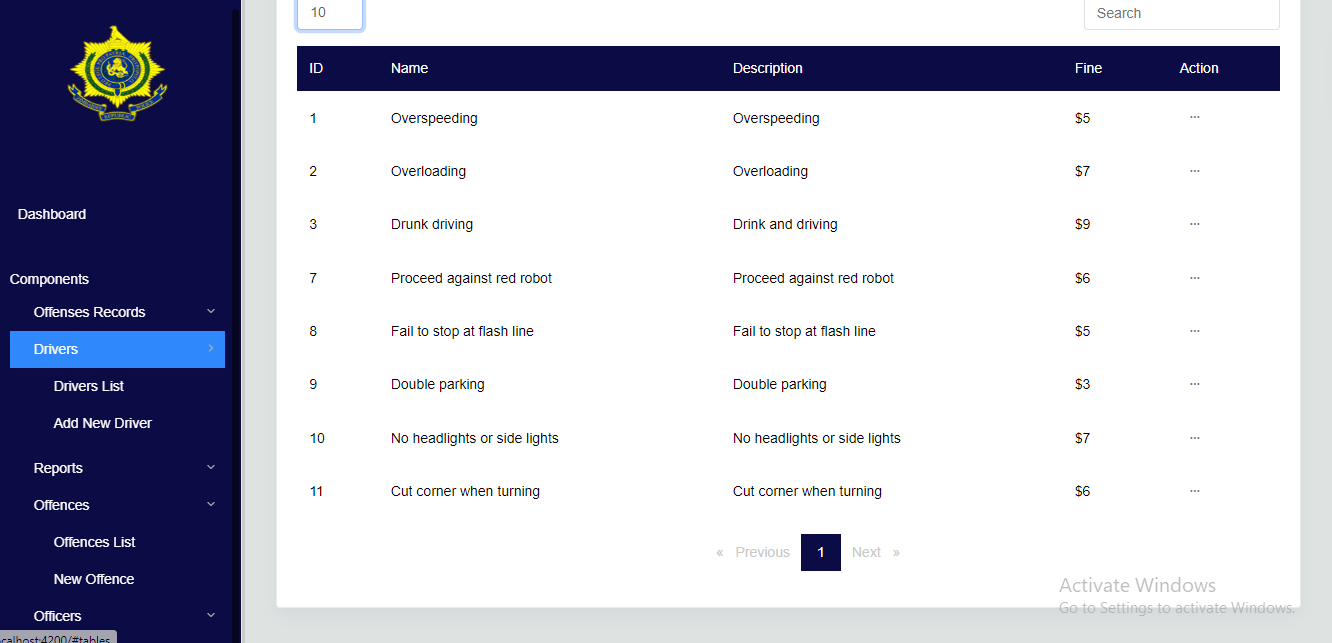 10
Search
ID Name Description Fine Action
1 Overspeeding Overspeeding $5 ...
2 Overloading Overloading $7 ...
3 Drunk driving Drink and driving $9 ...
7 Proceed against red robot Proceed against red robot $6 ...
8 Fail to stop at flash line Fail to stop at flash line $5 ...
9 Double parking Double parking $3 ...
10 No headlights or side lights No headlights or side lights $7 ...
11 Cut corner when turning Cut corner when turning $6 ...
« Previous 1 Next »
REPUBLIC
Dashboard
Components
Offenses Records
Drivers
Drivers List
Add New Driver
Reports
Offences
Offences List
New Offence
Officers
calhost:4200/#tables
Activate Windows
Go to Settings to activate Windows.